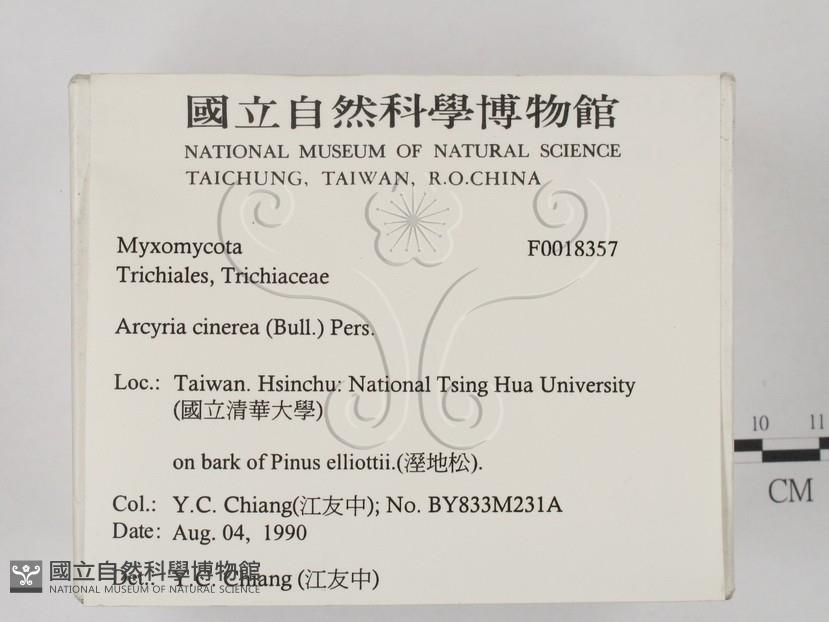 國立自然科學博物館
NATIONAL MUSEUM OF NATURAL SCIENCE
TAICHUNG, TAIWAN, R.O.CHINA
Myxomycota F0018357
Trichiales, Trichiaceae
Arcyria cinerea (Bull.) Pers.
Loc.: Taiwan. Hsinchu: National Tsing Hua University
(國立清華大學)
on bark of Pinus elliottii.(溼地松).
Col.: Y.C. Chiang(江友中); No. BY833M231A
Date: Aug. 04, 1990
Det.: Y.C. Chiang (江友中)
國立自然科學博物館
NATIONAL MUSEUM OF NATURAL SCIENCE
10 11
CM